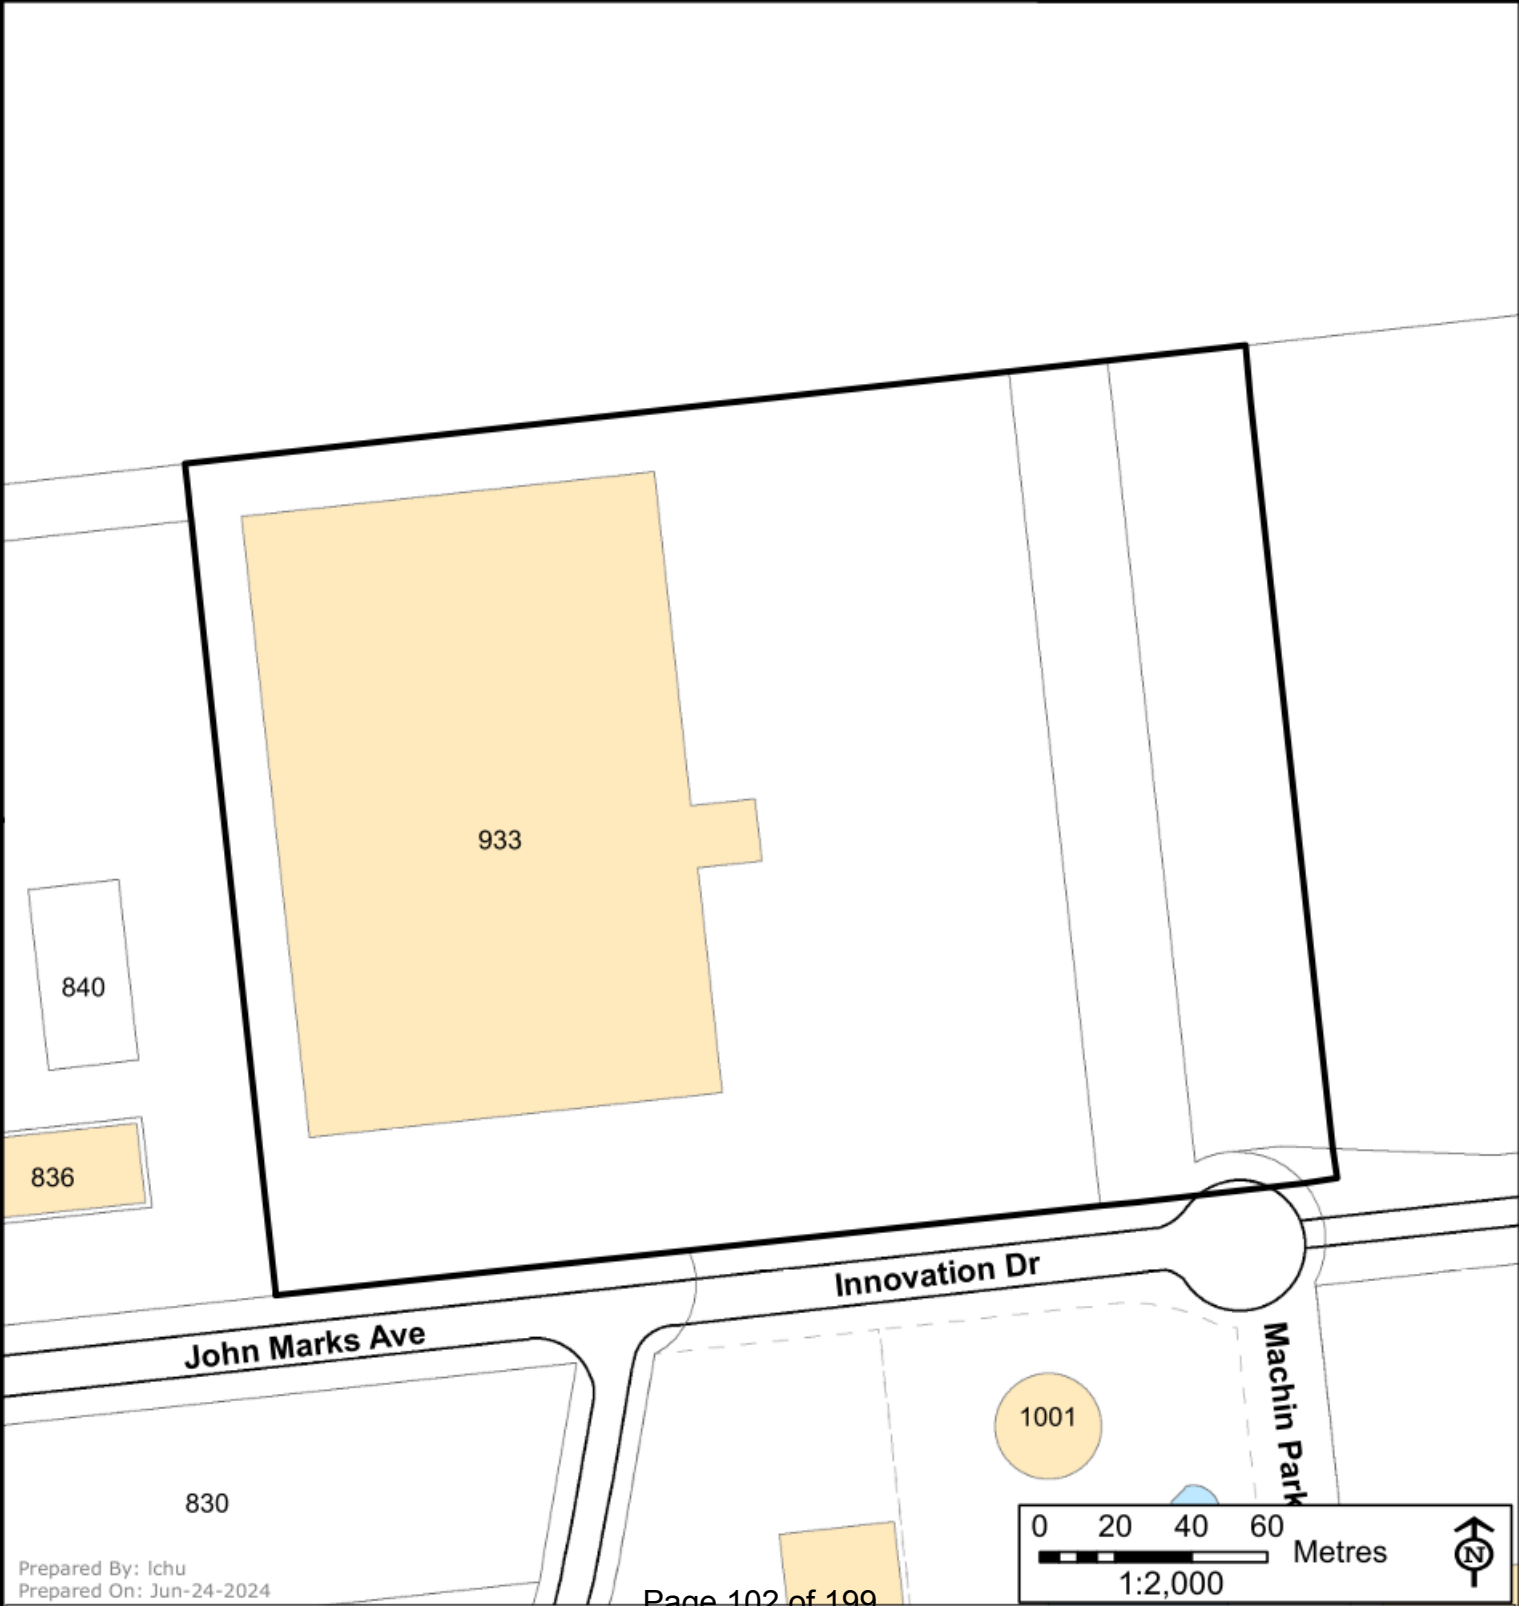 933
840
836
Innovation Dr
John Marks Ave
Machin Park
1001
830
0 20 40 60
Metres
N
1:2,000
Prepared By: lchu
Prepared On: Jun-24-2024
Page 102 of 199